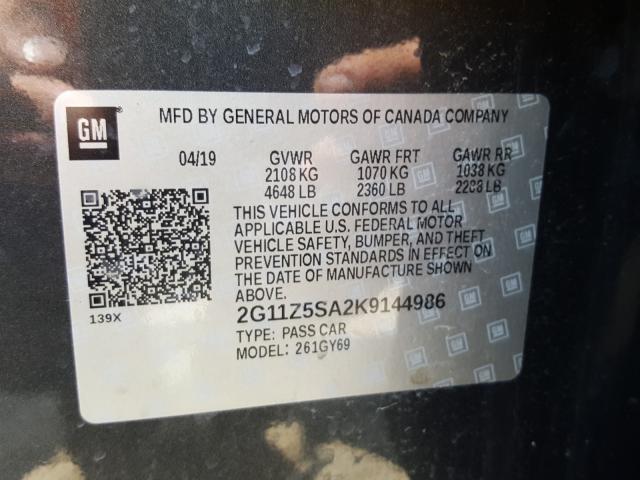 GM
MFD BY GENERAL MOTORS OF CANADA COMPANY
04/19 GVWR GAWR FRT GAWR RR
2108 KG 1070 KG 1038 KG
4648 LB 2360 LB 2288 LB
THIS VEHICLE CONFORMS TO ALL
APPLICABLE U.S. FEDERAL MOTOR
VEHICLE SAFETY, BUMPER, AND THEFT
PREVENTION STANDARDS IN EFFECT ON
THE DATE OF MANUFACTURE SHOWN
ABOVE.
139X
2G11Z5SA2K9144986
TYPE: PASS CAR
MODEL: 261GY69